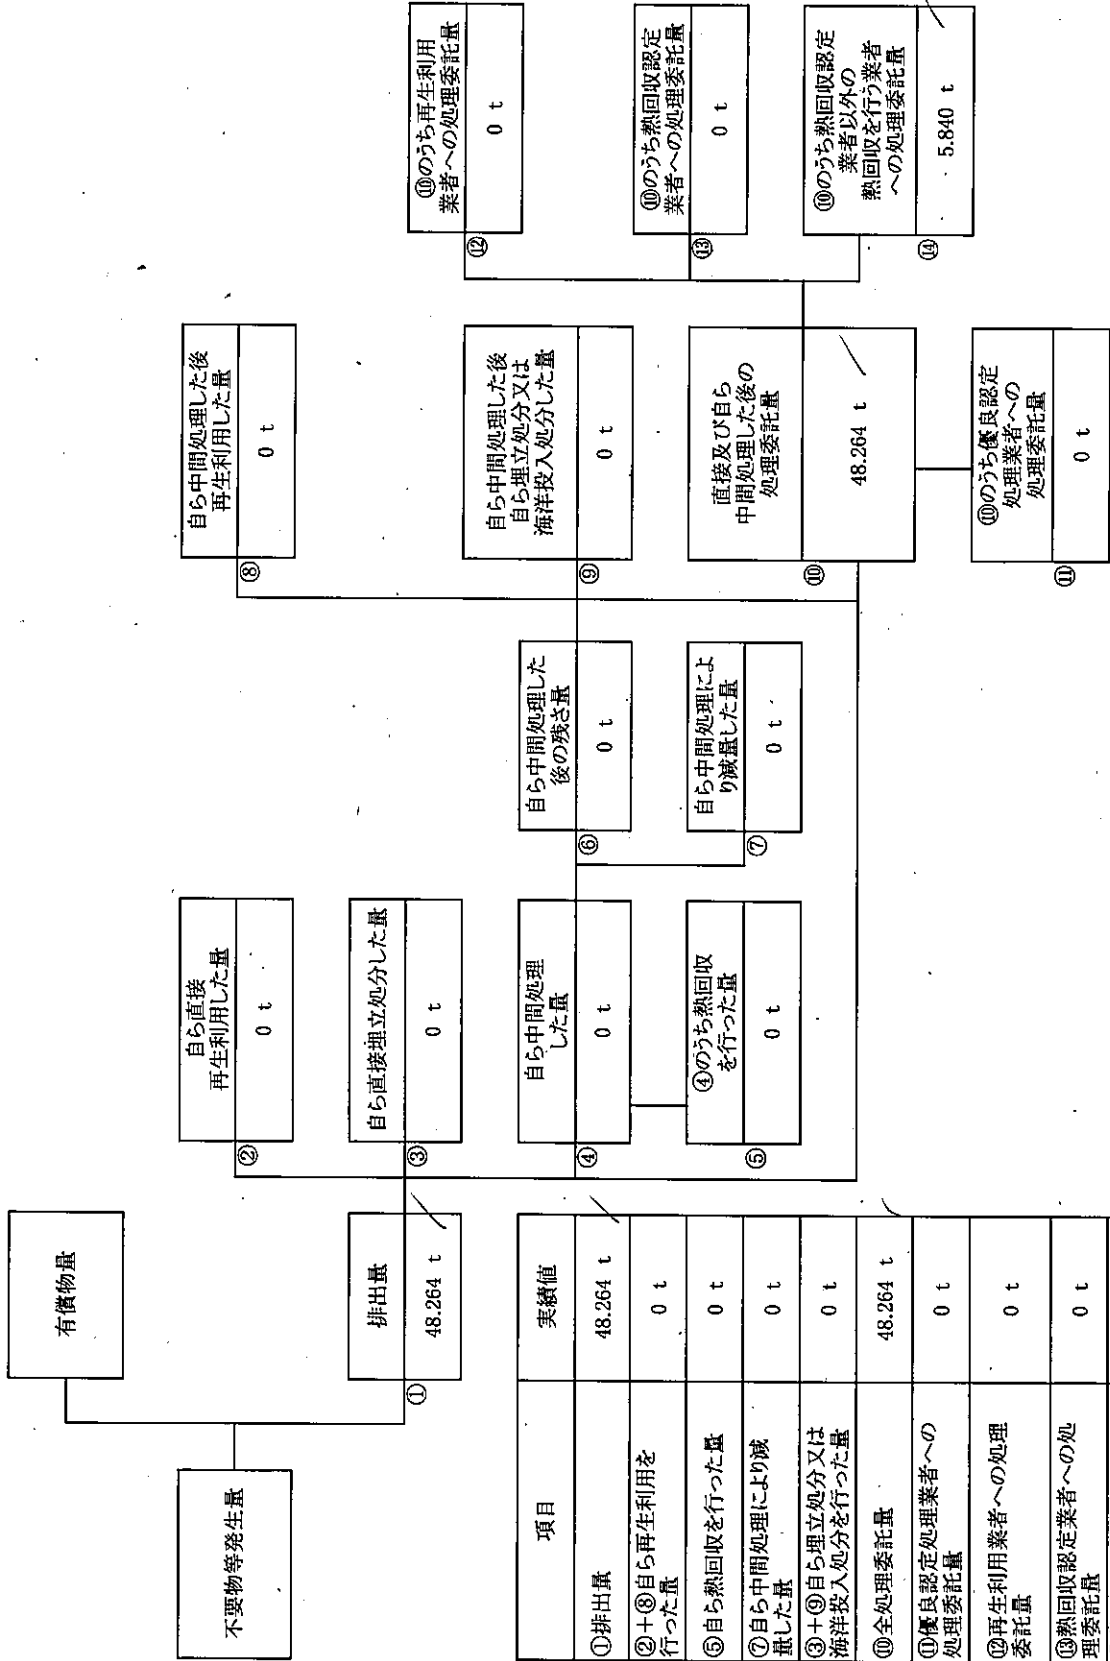 不要物等発生量
有償物量
排出量
① 48.264 t
自ら直接
再生利用した量
② 0 t
自ら直接埋立処分した量
③ 0 t
自ら中間処理
した量
④ 0 t
④のうち熱回収
を行った量
⑤ 0 t
自ら中間処理した
後の残さ量
⑥ 0 t
自ら中間処理によ
り減量した量
⑦ 0 t
自ら中間処理した後
再生利用した量
⑧ 0 t
自ら中間処理した後
自ら埋立処分又は
海洋投入処分した量
⑨ 0 t
直接及び自ら
中間処理した後の
処理委託量
⑩ 48.264 t
⑩のうち優良認定
処理業者への
処理委託量
⑪ 0 t
⑩のうち再生利用
業者への処理委託量
⑫ 0 t
⑩のうち熱回収認定
業者への処理委託量
⑬ 0 t
⑩のうち熱回収認定
業者以外の
熱回収を行う業者
への処理委託量
⑭ 5.840 t
項目 実績値
①排出量 48.264 t
②+⑧自ら再生利用を
行った量 0 t
⑤自ら熱回収を行った量 0 t
⑦自ら中間処理により減
量した量 0 t
③+⑨自ら埋立処分又は
海洋投入処分を行った量 0 t
⑩全処理委託量 48.264 t
⑪優良認定処理業者への
処理委託量 0 t
⑫再生利用業者への処理
委託量 0 t
⑬熱回収認定業者への処
理委託量 0 t